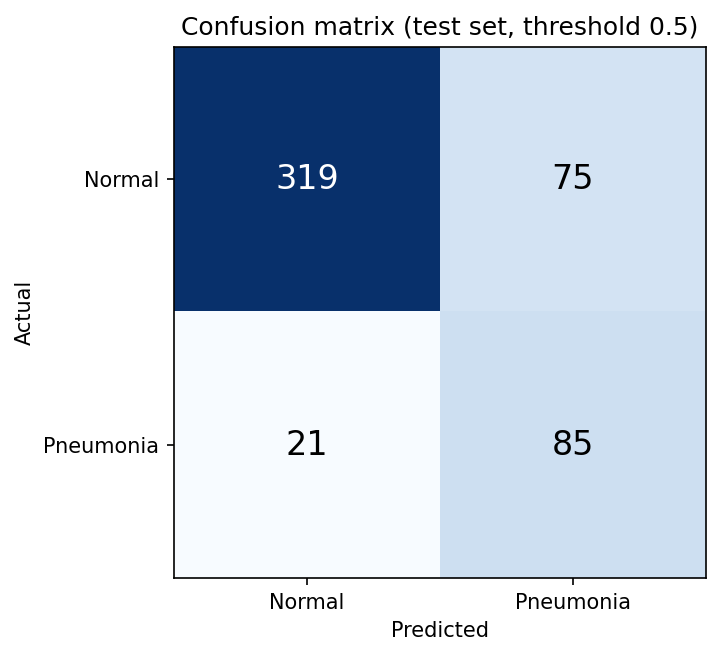 Confusion matrix (test set, threshold 0.5)
Actual
Normal
319 75
Pneumonia
21 85
Normal Pneumonia
Predicted